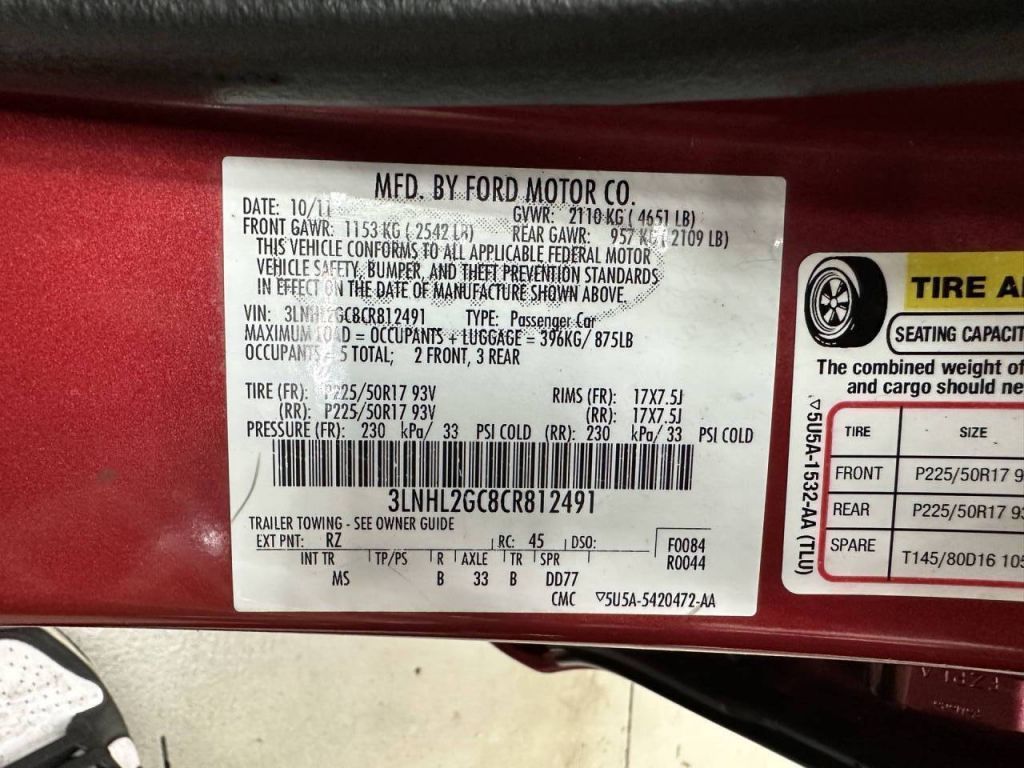 MFD. BY FORD MOTOR CO.
DATE: 10/11 GVWR: 2110 KG ( 4651 LB)
FRONT GAWR: 1153 KG ( 2542 LB) REAR GAWR: 957 KG ( 2109 LB)
THIS VEHICLE CONFORMS TO ALL APPLICABLE FEDERAL MOTOR
VEHICLE SAFETY, BUMPER, AND THEFT PREVENTION STANDARDS
IN EFFECT ON THE DATE OF MANUFACTURE SHOWN ABOVE.
VIN: 3LNHL2GC8CR812491 TYPE: Passenger Car
MAXIMUM LOAD = OCCUPANTS + LUGGAGE = 396KG/ 875LB
OCCUPANTS = 5 TOTAL; 2 FRONT, 3 REAR
TIRE (FR): P225/50R17 93V RIMS (FR): 17X7.5J
(RR): P225/50R17 93V (RR): 17X7.5J
PRESSURE (FR): 230 kPa/ 33 PSI COLD (RR): 230 kPa/ 33 PSI COLD
3LNHL2GC8CR812491
TRAILER TOWING - SEE OWNER GUIDE
EXT PNT: RZ RC: 45 DSO: F0084
R0044
INT TR TP/PS R AXLE TR SPR
MS B 33 B DD77
CMC ▽5U5A-5420472-AA
TIRE A
SEATING CAPACIT
The combined weight of
and cargo should ne
▽5U5A-1532-AA (TLU)
TIRE SIZE
FRONT P225/50R17 9
REAR P225/50R17 93
SPARE T145/80D16 105